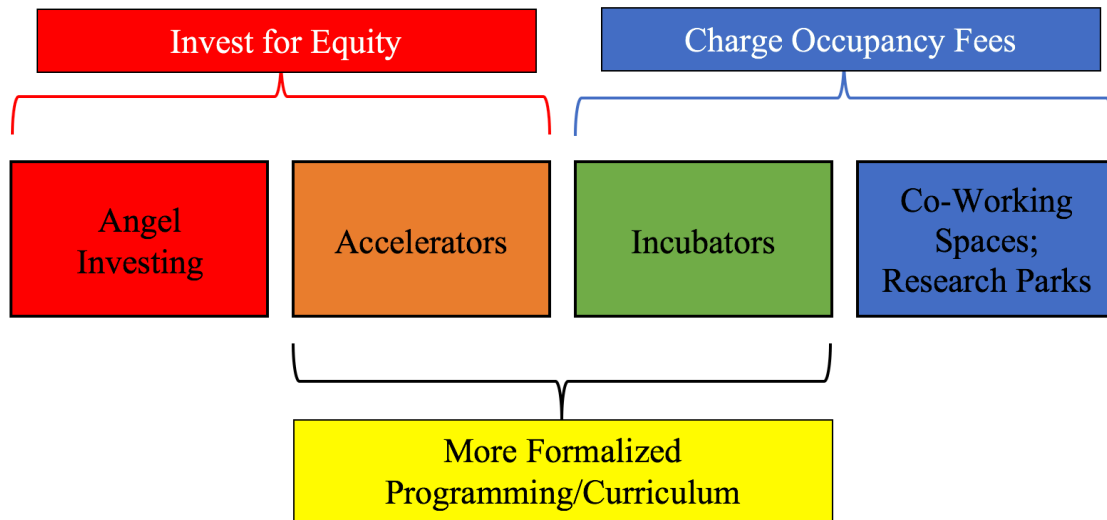 Invest for Equity
Charge Occupancy Fees
Angel
Investing
Accelerators
Incubators
Co-Working
Spaces;
Research Parks
More Formalized
Programming/Curriculum